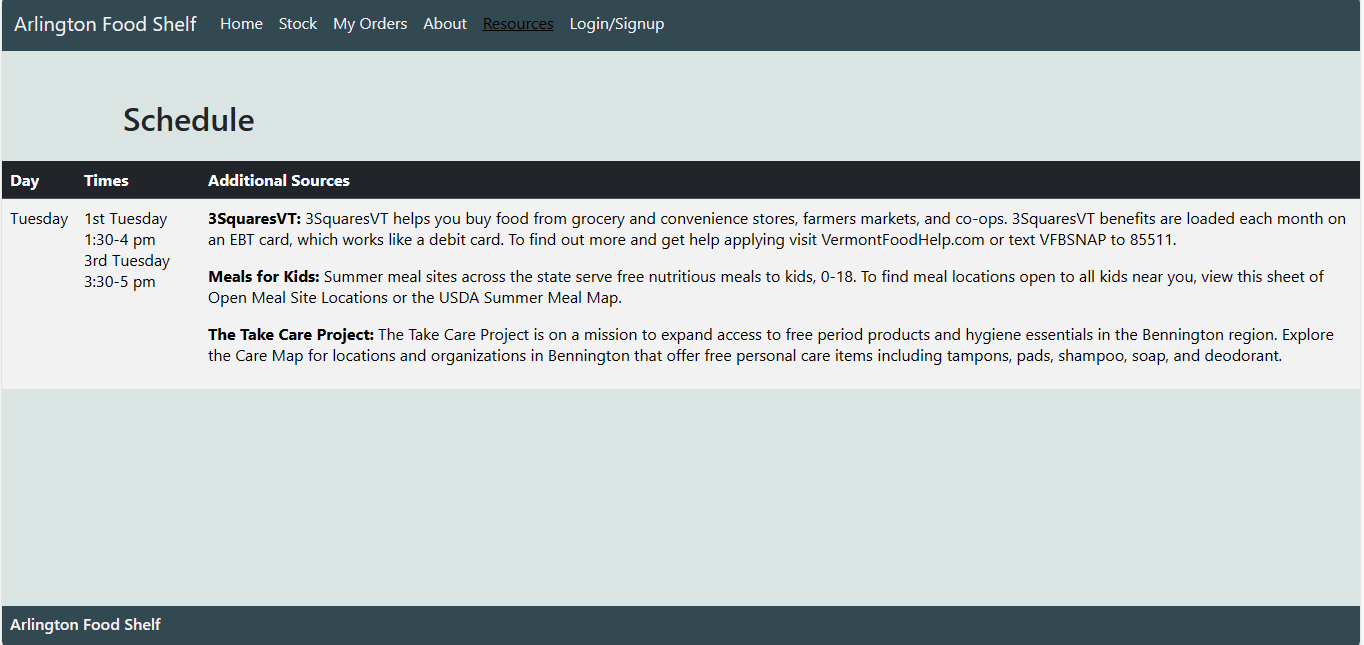 Arlington Food Shelf Home Stock My Orders About Resources Login/Signup
Schedule
Day Times Additional Sources
Tuesday
1st Tuesday
1:30-4 pm
3rd Tuesday
3:30-5 pm
3SquaresVT: 3SquaresVT helps you buy food from grocery and convenience stores, farmers markets, and co-ops. 3SquaresVT benefits are loaded each month on
an EBT card, which works like a debit card. To find out more and get help applying visit VermontFoodHelp.com or text VFBSNAP to 85511.
Meals for Kids: Summer meal sites across the state serve free nutritious meals to kids, 0-18. To find meal locations open to all kids near you, view this sheet of
Open Meal Site Locations or the USDA Summer Meal Map.
The Take Care Project: The Take Care Project is on a mission to expand access to free period products and hygiene essentials in the Bennington region. Explore
the Care Map for locations and organizations in Bennington that offer free personal care items including tampons, pads, shampoo, soap, and deodorant.
Arlington Food Shelf